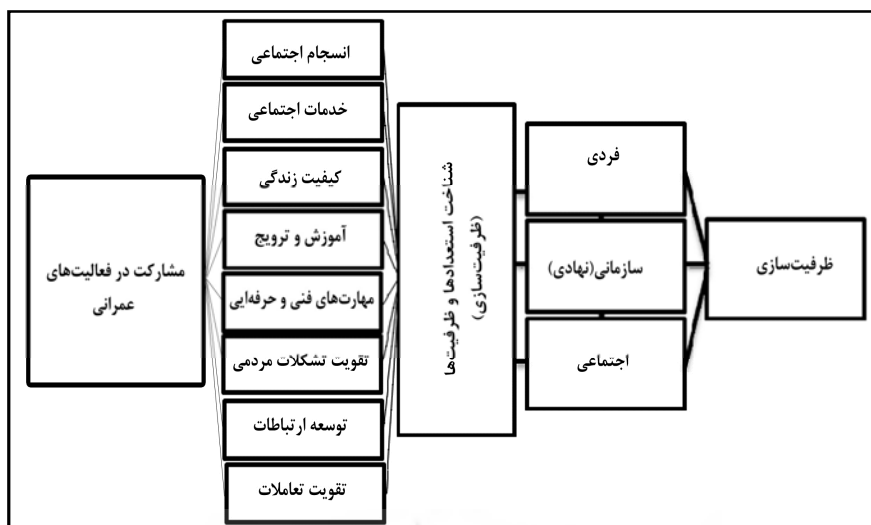 ظرفیت‌سازی
فردی
سازمانی(نهادی)
اجتماعی
شناخت استعدادها و ظرفیت‌ها
(ظرفیت‌سازی)
انسجام اجتماعی
خدمات اجتماعی
کیفیت زندگی
آموزش و ترویج
مهارت‌های فنی و حرفه‌ایی
تقویت تشکلات مردمی
توسعه ارتباطات
تقویت تعاملات
مشارکت در فعالیت‌های
عمرانی